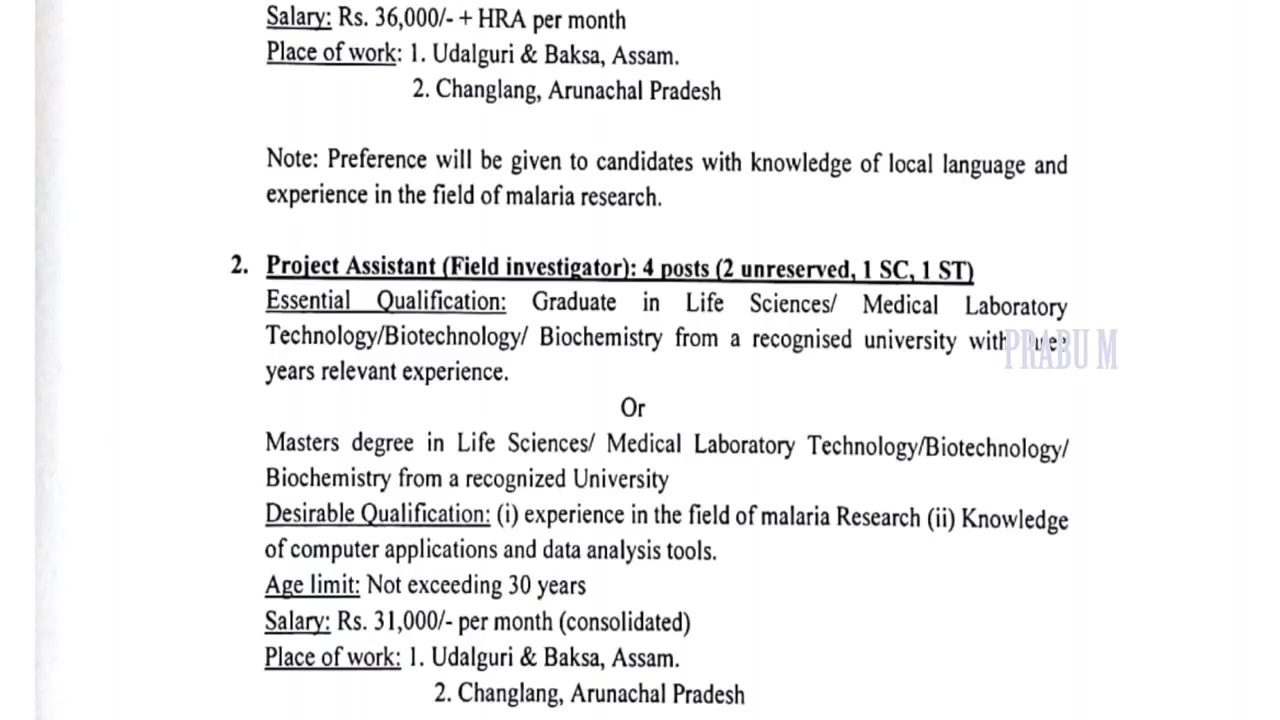 Salary: Rs. 36,000/- + HRA per month
Place of work: 1. Udalguri & Baksa, Assam.
2. Changlang, Arunachal Pradesh
Note: Preference will be given to candidates with knowledge of local language and
experience in the field of malaria research.
2. Project Assistant (Field investigator): 4 posts (2 unreserved, 1 SC, 1 ST)
Essential Qualification: Graduate in Life Sciences/ Medical Laboratory
Technology/Biotechnology/ Biochemistry from a recognised university with
PRABU M
years relevant experience.
Or
Masters degree in Life Sciences/ Medical Laboratory Technology/Biotechnology/
Biochemistry from a recognized University
Desirable Qualification: (i) experience in the field of malaria Research (ii) Knowledge
of computer applications and data analysis tools.
Age limit: Not exceeding 30 years
Salary: Rs. 31,000/- per month (consolidated)
Place of work: 1. Udalguri & Baksa, Assam.
2. Changlang, Arunachal Pradesh